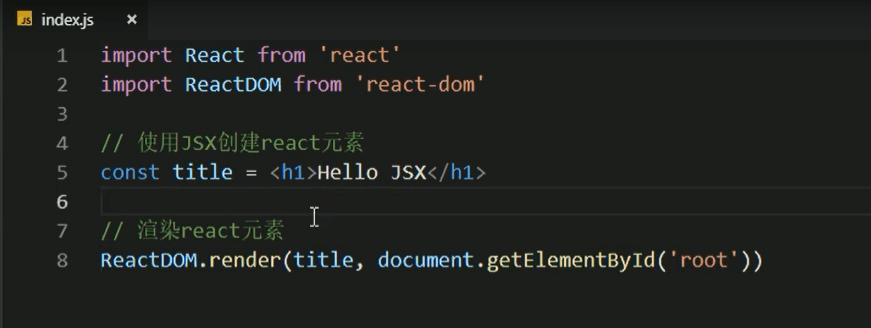 JS index.js ×
1 import React from 'react'
2 import ReactDOM from 'react-dom'
3
4 // 使用JSX创建react元素
5 const title = <h1>Hello JSX</h1>
6
7 // 渲染react元素
8 ReactDOM.render(title, document.getElementById('root'))